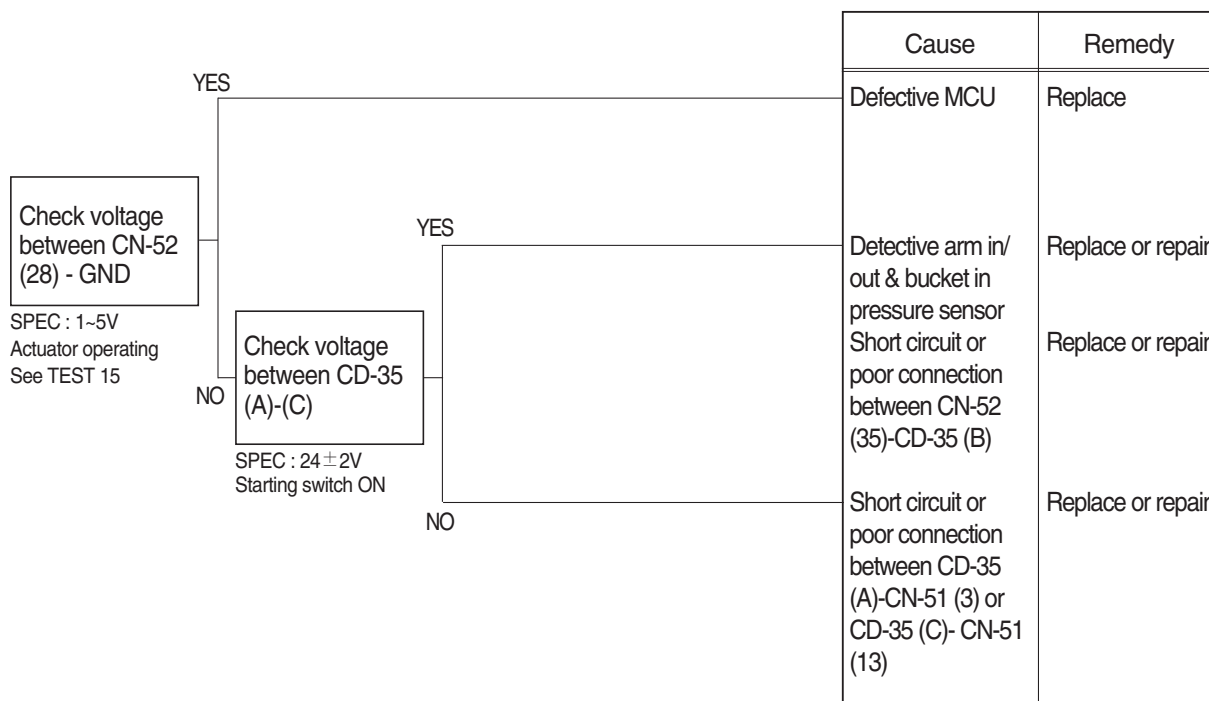 Cause
Remedy
YES
Defective MCU
Replace
Check voltage
between CN-52
(28) - GND
SPEC : 1~5V
Actuator operating
See TEST 15
YES
Detective arm in/
out & bucket in
pressure sensor
Replace or repair
Short circuit or
poor connection
between CN-52
(35)-CD-35 (B)
Replace or repair
NO
Check voltage
between CD-35
(A)-(C)
SPEC : 24±2V
Starting switch ON
NO
Short circuit or
poor connection
between CD-35
(A)-CN-51 (3) or
CD-35 (C)- CN-51
(13)
Replace or repair